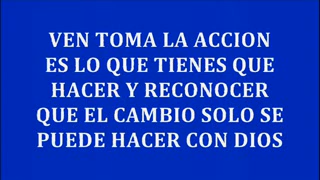 VEN TOMA LA ACCION
ES LO QUE TIENES QUE
HACER Y RECONOCER
QUE EL CAMBIO SOLO SE
PUEDE HACER CON DIOS